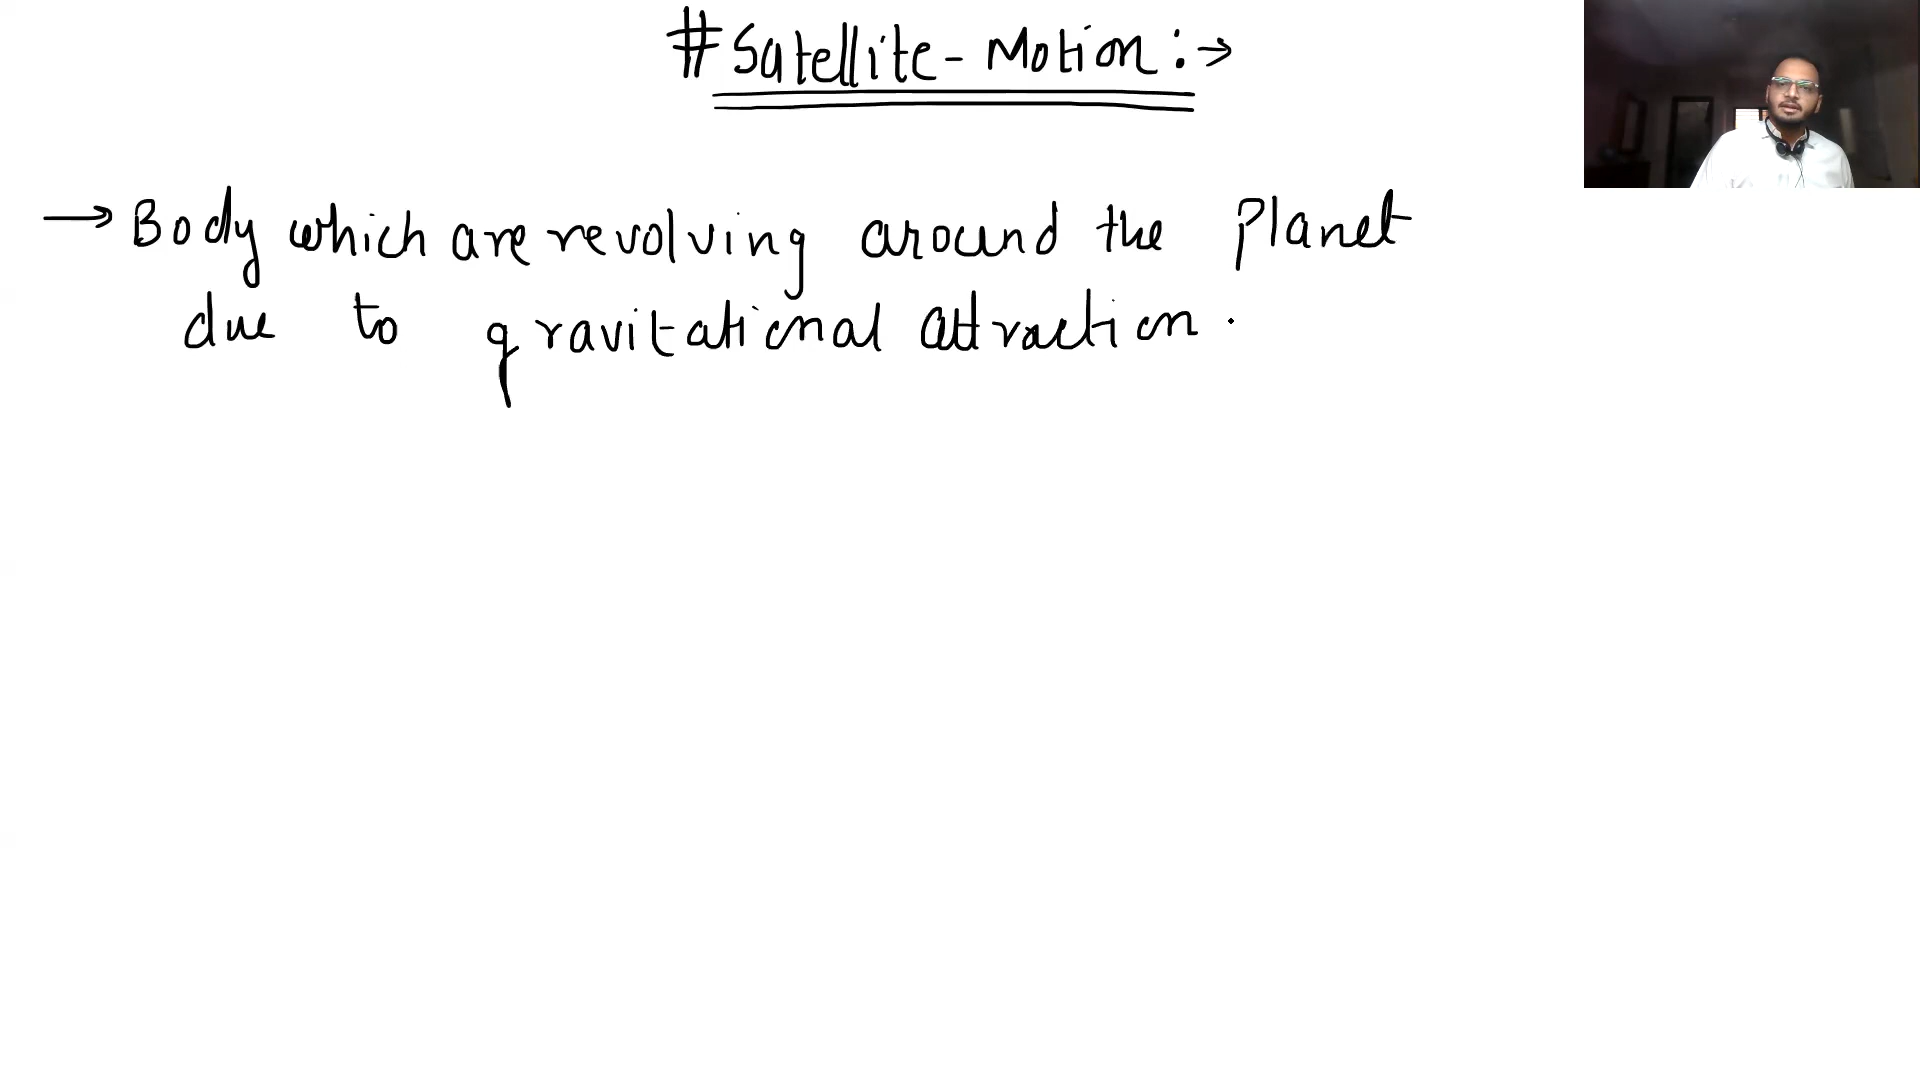 #Satellite-Motion:→
→ Body which are revolving around the Planet
due to gravitational attraction.